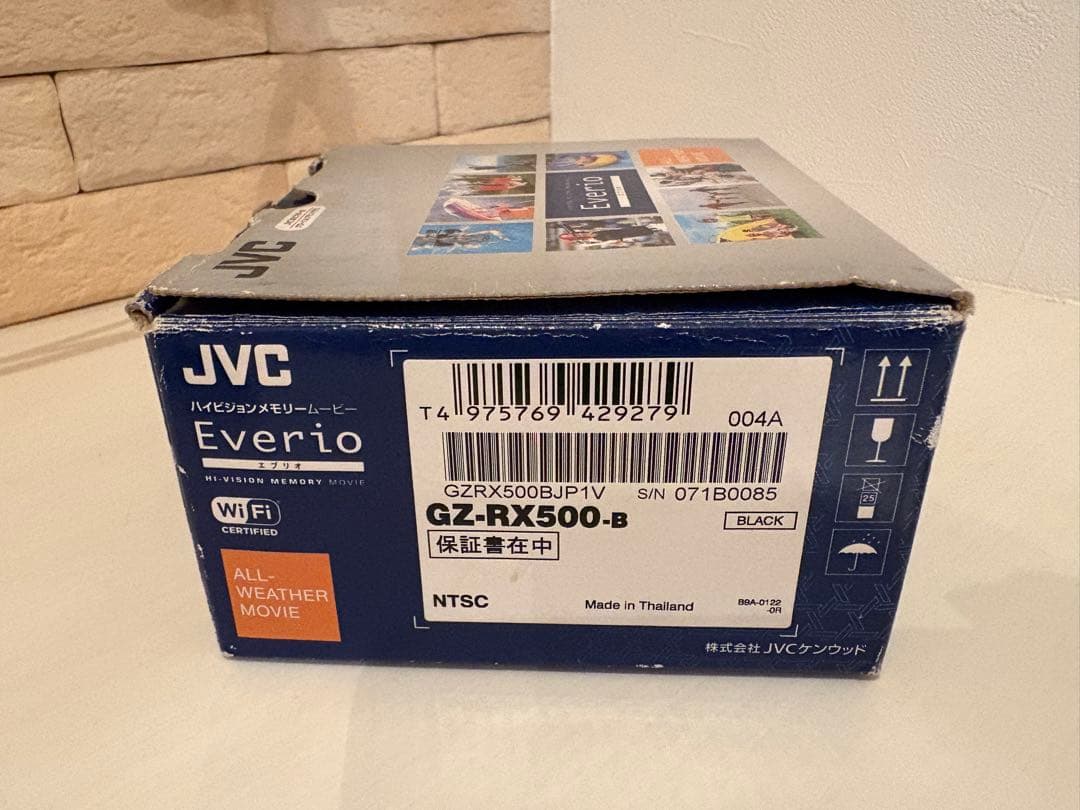 Everio
JVC
JVC
ハイビジョンメモリームービー
Everio
エブリオ
HI-VISION MEMORY MOVIE
Wi Fi
CERTIFIED
ALL-
WEATHER
MOVIE
T4 975769 429279
004A
GZRX500BJP1V S/N 071B0085
GZ-RX500-B
BLACK
保証書在中
NTSC
Made in Thailand
B9A-0122
-0R
25
株式会社 JVCケンウッド